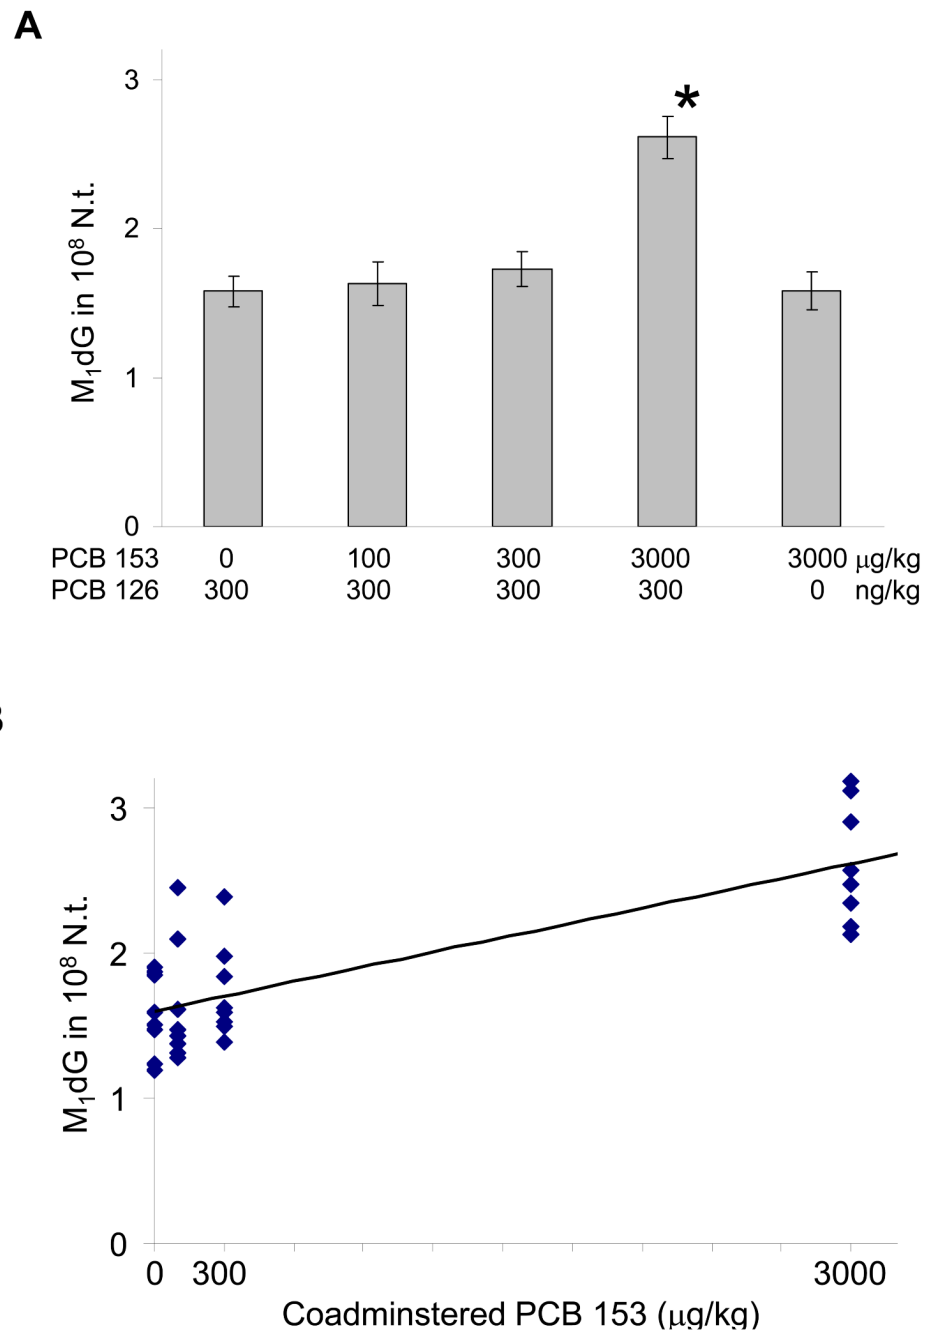 A
3
2
1
0
M₁dG in 10⁸ N.t.
*
PCB 153 0 100 300 3000 3000 µg/kg
PCB 126 300 300 300 300 0 ng/kg
B
3
2
1
0
M₁dG in 10⁸ N.t.
0 300 3000
Coadminstered PCB 153 (µg/kg)